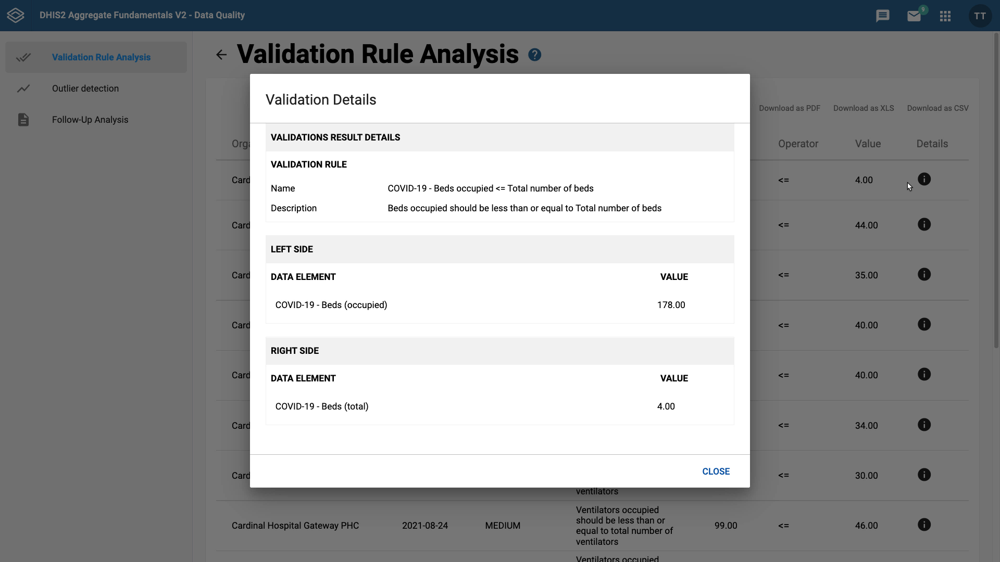 DHIS2 Aggregate Fundamentals V2 - Data Quality
9
TT
Validation Rule Analysis
Outlier detection
Follow-Up Analysis
Validation Rule Analysis
?
Download as PDF Download as XLS Download as CSV
Orga Operator Value Details
Card <= 4.00
Card <= 44.00
Card <= 35.00
Card <= 40.00
Card <= 40.00
Card <= 34.00
Card <= 30.00
ventilators
Cardinal Hospital Gateway PHC 2021-08-24 MEDIUM
Ventilators occupied
should be less than or
equal to total number of
ventilators
99.00 <= 46.00
Ventilators occupied
Validation Details
VALIDATIONS RESULT DETAILS
VALIDATION RULE
Name COVID-19 - Beds occupied <= Total number of beds
Description Beds occupied should be less than or equal to Total number of beds
LEFT SIDE
DATA ELEMENT VALUE
COVID-19 - Beds (occupied) 178.00
RIGHT SIDE
DATA ELEMENT VALUE
COVID-19 - Beds (total) 4.00
CLOSE